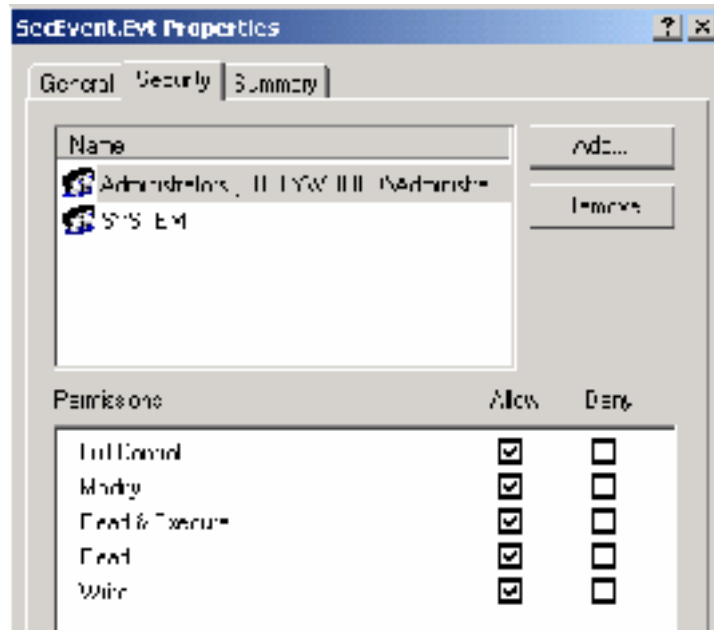 SecEvent.Evt Properties
General Security Summary
Name
Add...
Administrators
Remove
SYSTEM
Permissions Allow Deny
Full Control
Modify
Read & Execute
Read
Write